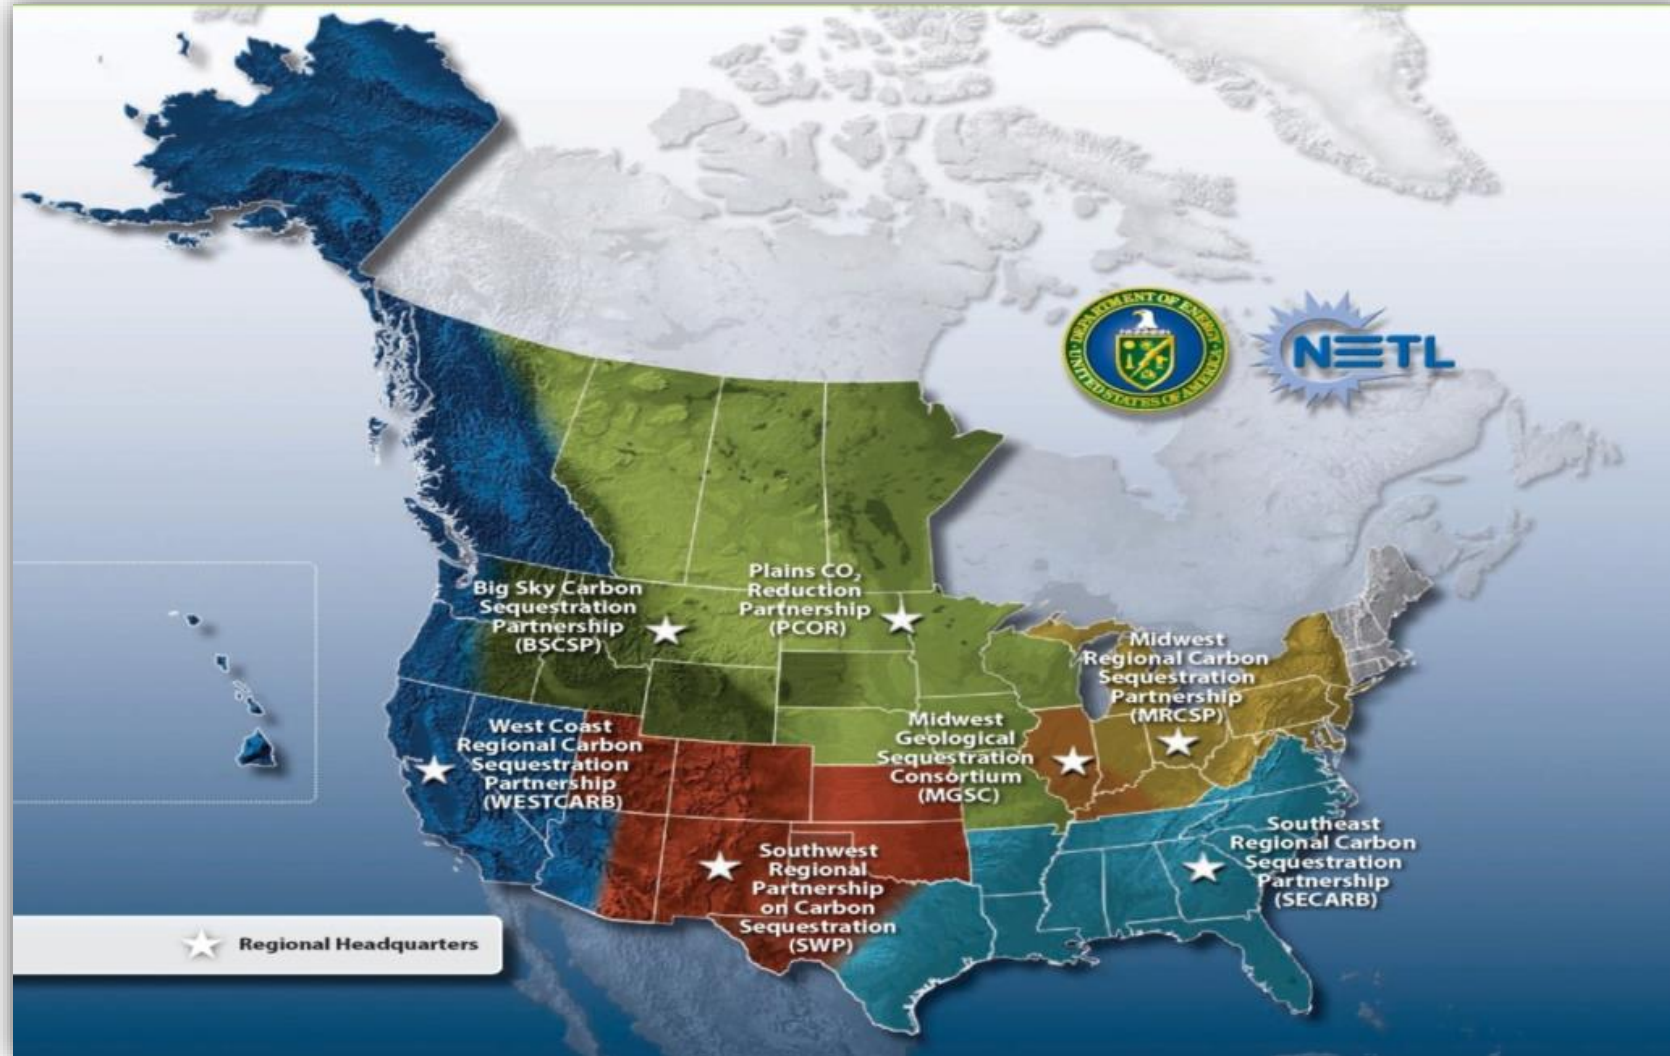 DEPARTMENT OF ENERGY
UNITED STATES OF AMERICA
NETL
Big Sky Carbon
Sequestration
Partnership
(BSCSP)
Plains CO₂
Reduction
Partnership
(PCOR)
Midwest
Regional Carbon
Sequestration
Partnership
(MRCSP)
West Coast
Regional Carbon
Sequestration
Partnership
(WESTCARB)
Midwest
Geological
Sequestration
Consortium
(MGSC)
Southwest
Regional
Partnership
on Carbon
Sequestration
(SWP)
Southeast
Regional Carbon
Sequestration
Partnership
(SECARB)
Regional Headquarters